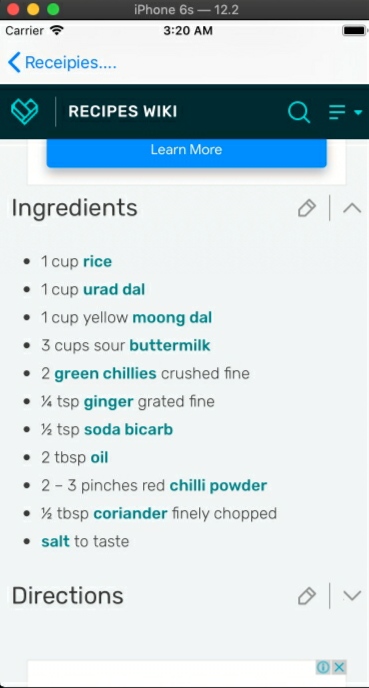 iPhone 6s — 12.2
Carrier 3:20 AM
Receipies....
RECIPES WIKI
Learn More
Ingredients
• 1 cup rice
• 1 cup urad dal
• 1 cup yellow moong dal
• 3 cups sour buttermilk
• 2 green chillies crushed fine
• ¼ tsp ginger grated fine
• ½ tsp soda bicarb
• 2 tbsp oil
• 2 – 3 pinches red chilli powder
• ½ tbsp coriander finely chopped
• salt to taste
Directions